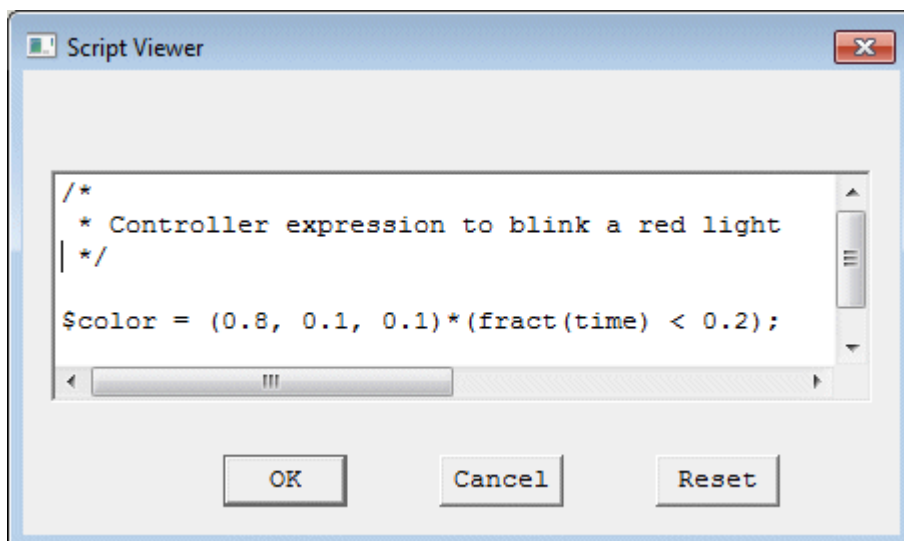 Script Viewer
/*
 * Controller expression to blink a red light
 */
$color = (0.8, 0.1, 0.1)*(fract(time) < 0.2);
OK
Cancel
Reset